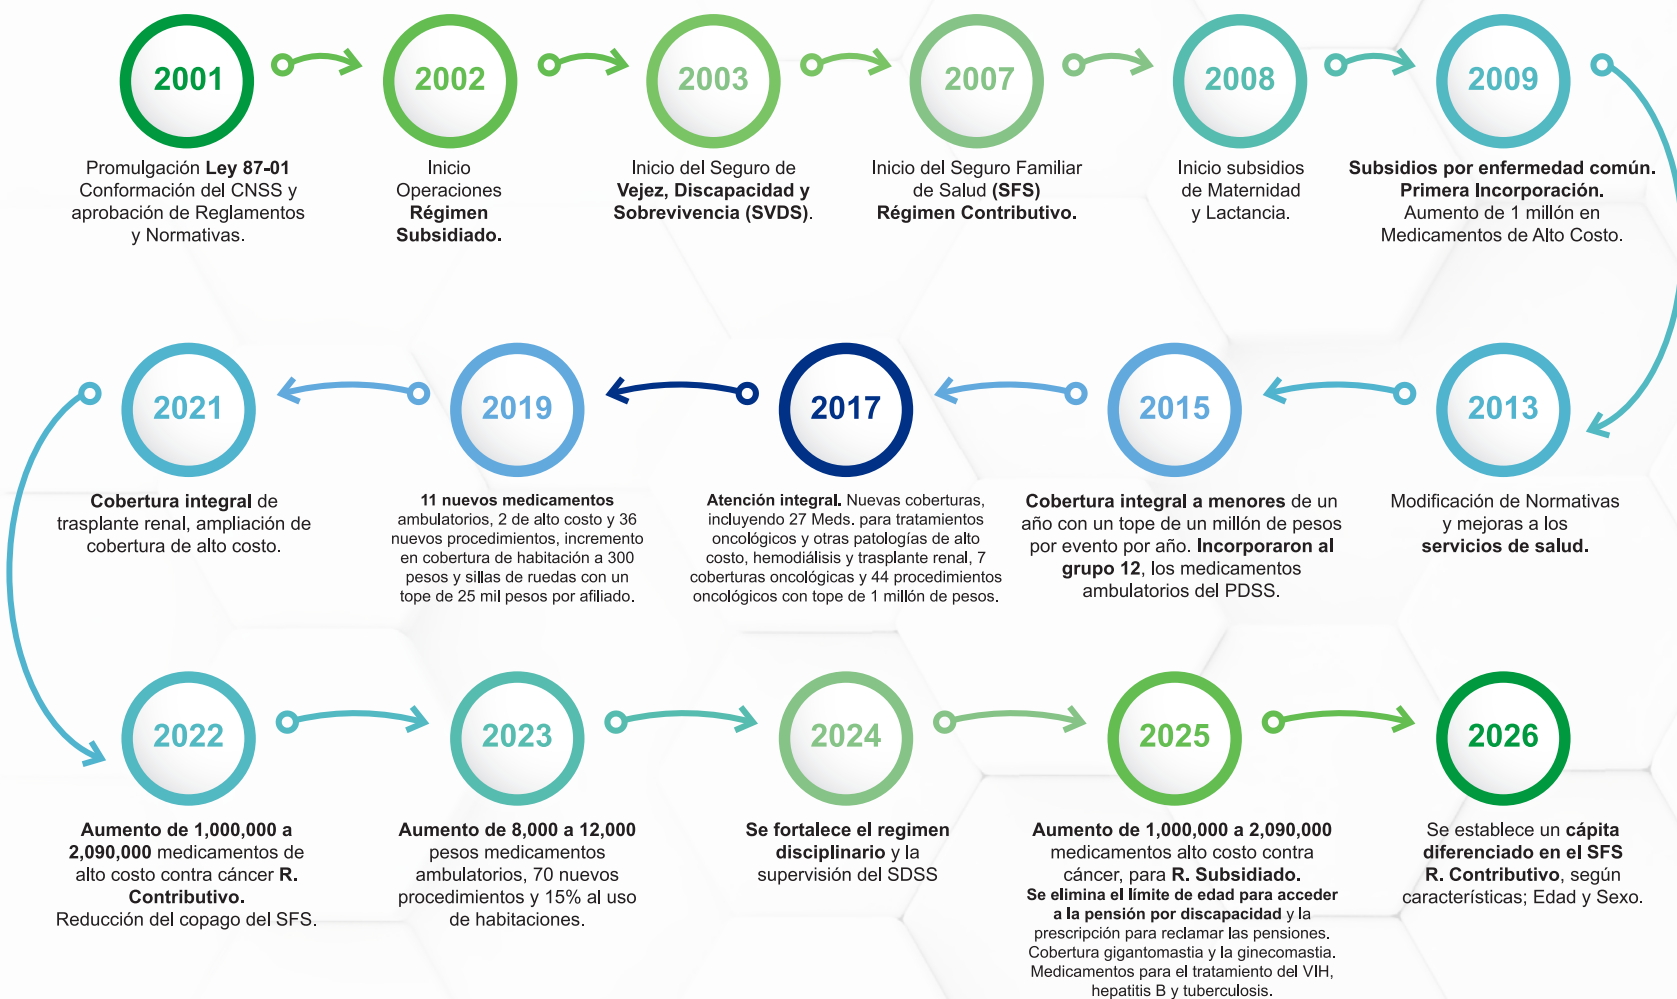 2001
Promulgación Ley 87-01
Conformación del CNSS y
aprobación de Reglamentos
y Normativas.
2002
Inicio
Operaciones
Régimen
Subsidiado.
2003
Inicio del Seguro de
Vejez, Discapacidad y
Sobrevivencia (SVDS).
2007
Inicio del Seguro Familiar
de Salud (SFS)
Régimen Contributivo.
2008
Inicio subsidios
de Maternidad
y Lactancia.
2009
Subsidios por enfermedad común.
Primera Incorporación.
Aumento de 1 millón en
Medicamentos de Alto Costo.
2013
Modificación de Normativas
y mejoras a los
servicios de salud.
2015
Cobertura integral a menores de un
año con un tope de un millón de pesos
por evento por año. Incorporaron al
grupo 12, los medicamentos
ambulatorios del PDSS.
2017
Atención integral. Nuevas coberturas,
incluyendo 27 Meds. para tratamientos
oncológicos y otras patologías de alto
costo, hemodiálisis y trasplante renal, 7
coberturas oncológicas y 44 procedimientos
oncológicos con tope de 1 millón de pesos.
2019
11 nuevos medicamentos
ambulatorios, 2 de alto costo y 36
nuevos procedimientos, incremento
en cobertura de habitación a 300
pesos y sillas de ruedas con un
tope de 25 mil pesos por afiliado.
2021
Cobertura integral de
trasplante renal, ampliación de
cobertura de alto costo.
2022
Aumento de 1,000,000 a
2,090,000 medicamentos de
alto costo contra cáncer R.
Contributivo.
Reducción del copago del SFS.
2023
Aumento de 8,000 a 12,000
pesos medicamentos
ambulatorios, 70 nuevos
procedimientos y 15% al uso
de habitaciones.
2024
Se fortalece el regimen
disciplinario y la
supervisión del SDSS
2025
Aumento de 1,000,000 a 2,090,000
medicamentos alto costo contra
cáncer, para R. Subsidiado.
Se elimina el límite de edad para acceder
a la pensión por discapacidad y la
prescripción para reclamar las pensiones.
Cobertura gigantomastia y la ginecomastia.
Medicamentos para el tratamiento del VIH,
hepatitis B y tuberculosis.
2026
Se establece un cápita
diferenciado en el SFS
R. Contributivo, según
características; Edad y Sexo.